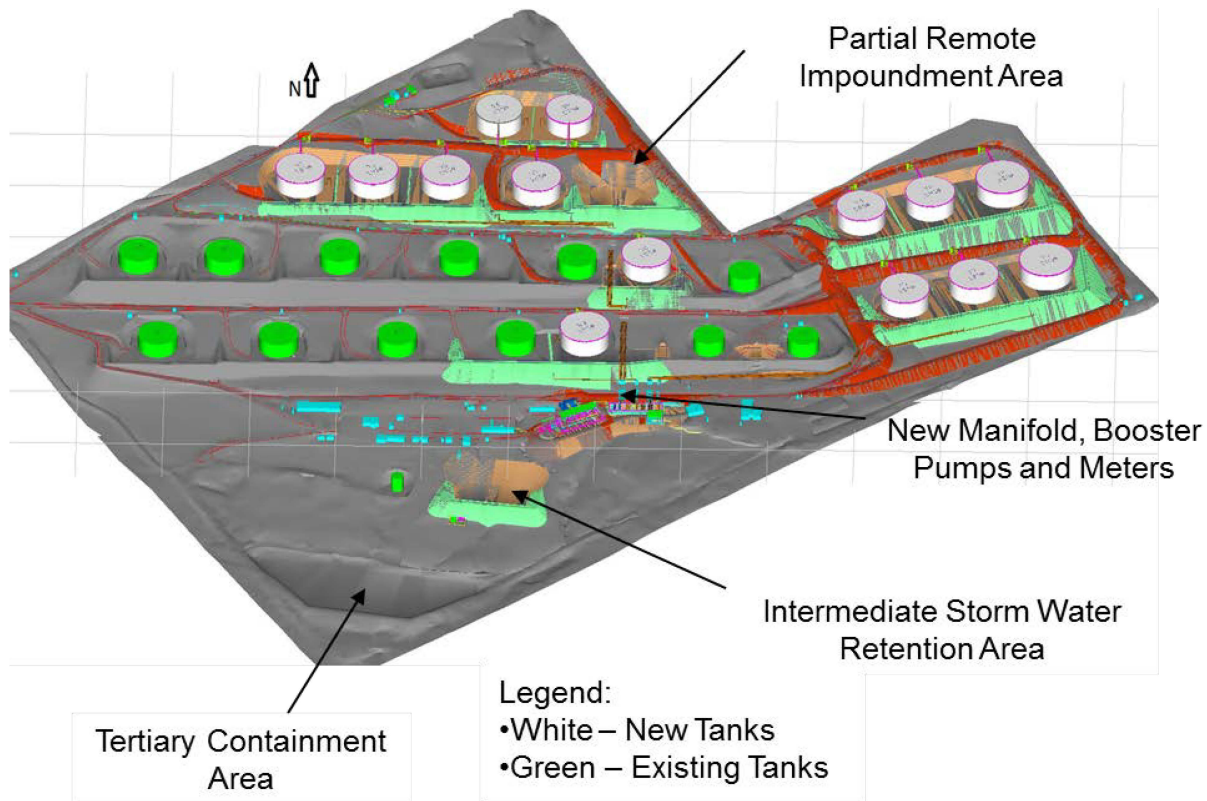 Partial Remote
Impoundment Area
N
New Manifold, Booster
Pumps and Meters
Intermediate Storm Water
Retention Area
Legend:
•White – New Tanks
•Green – Existing Tanks
Tertiary Containment
Area